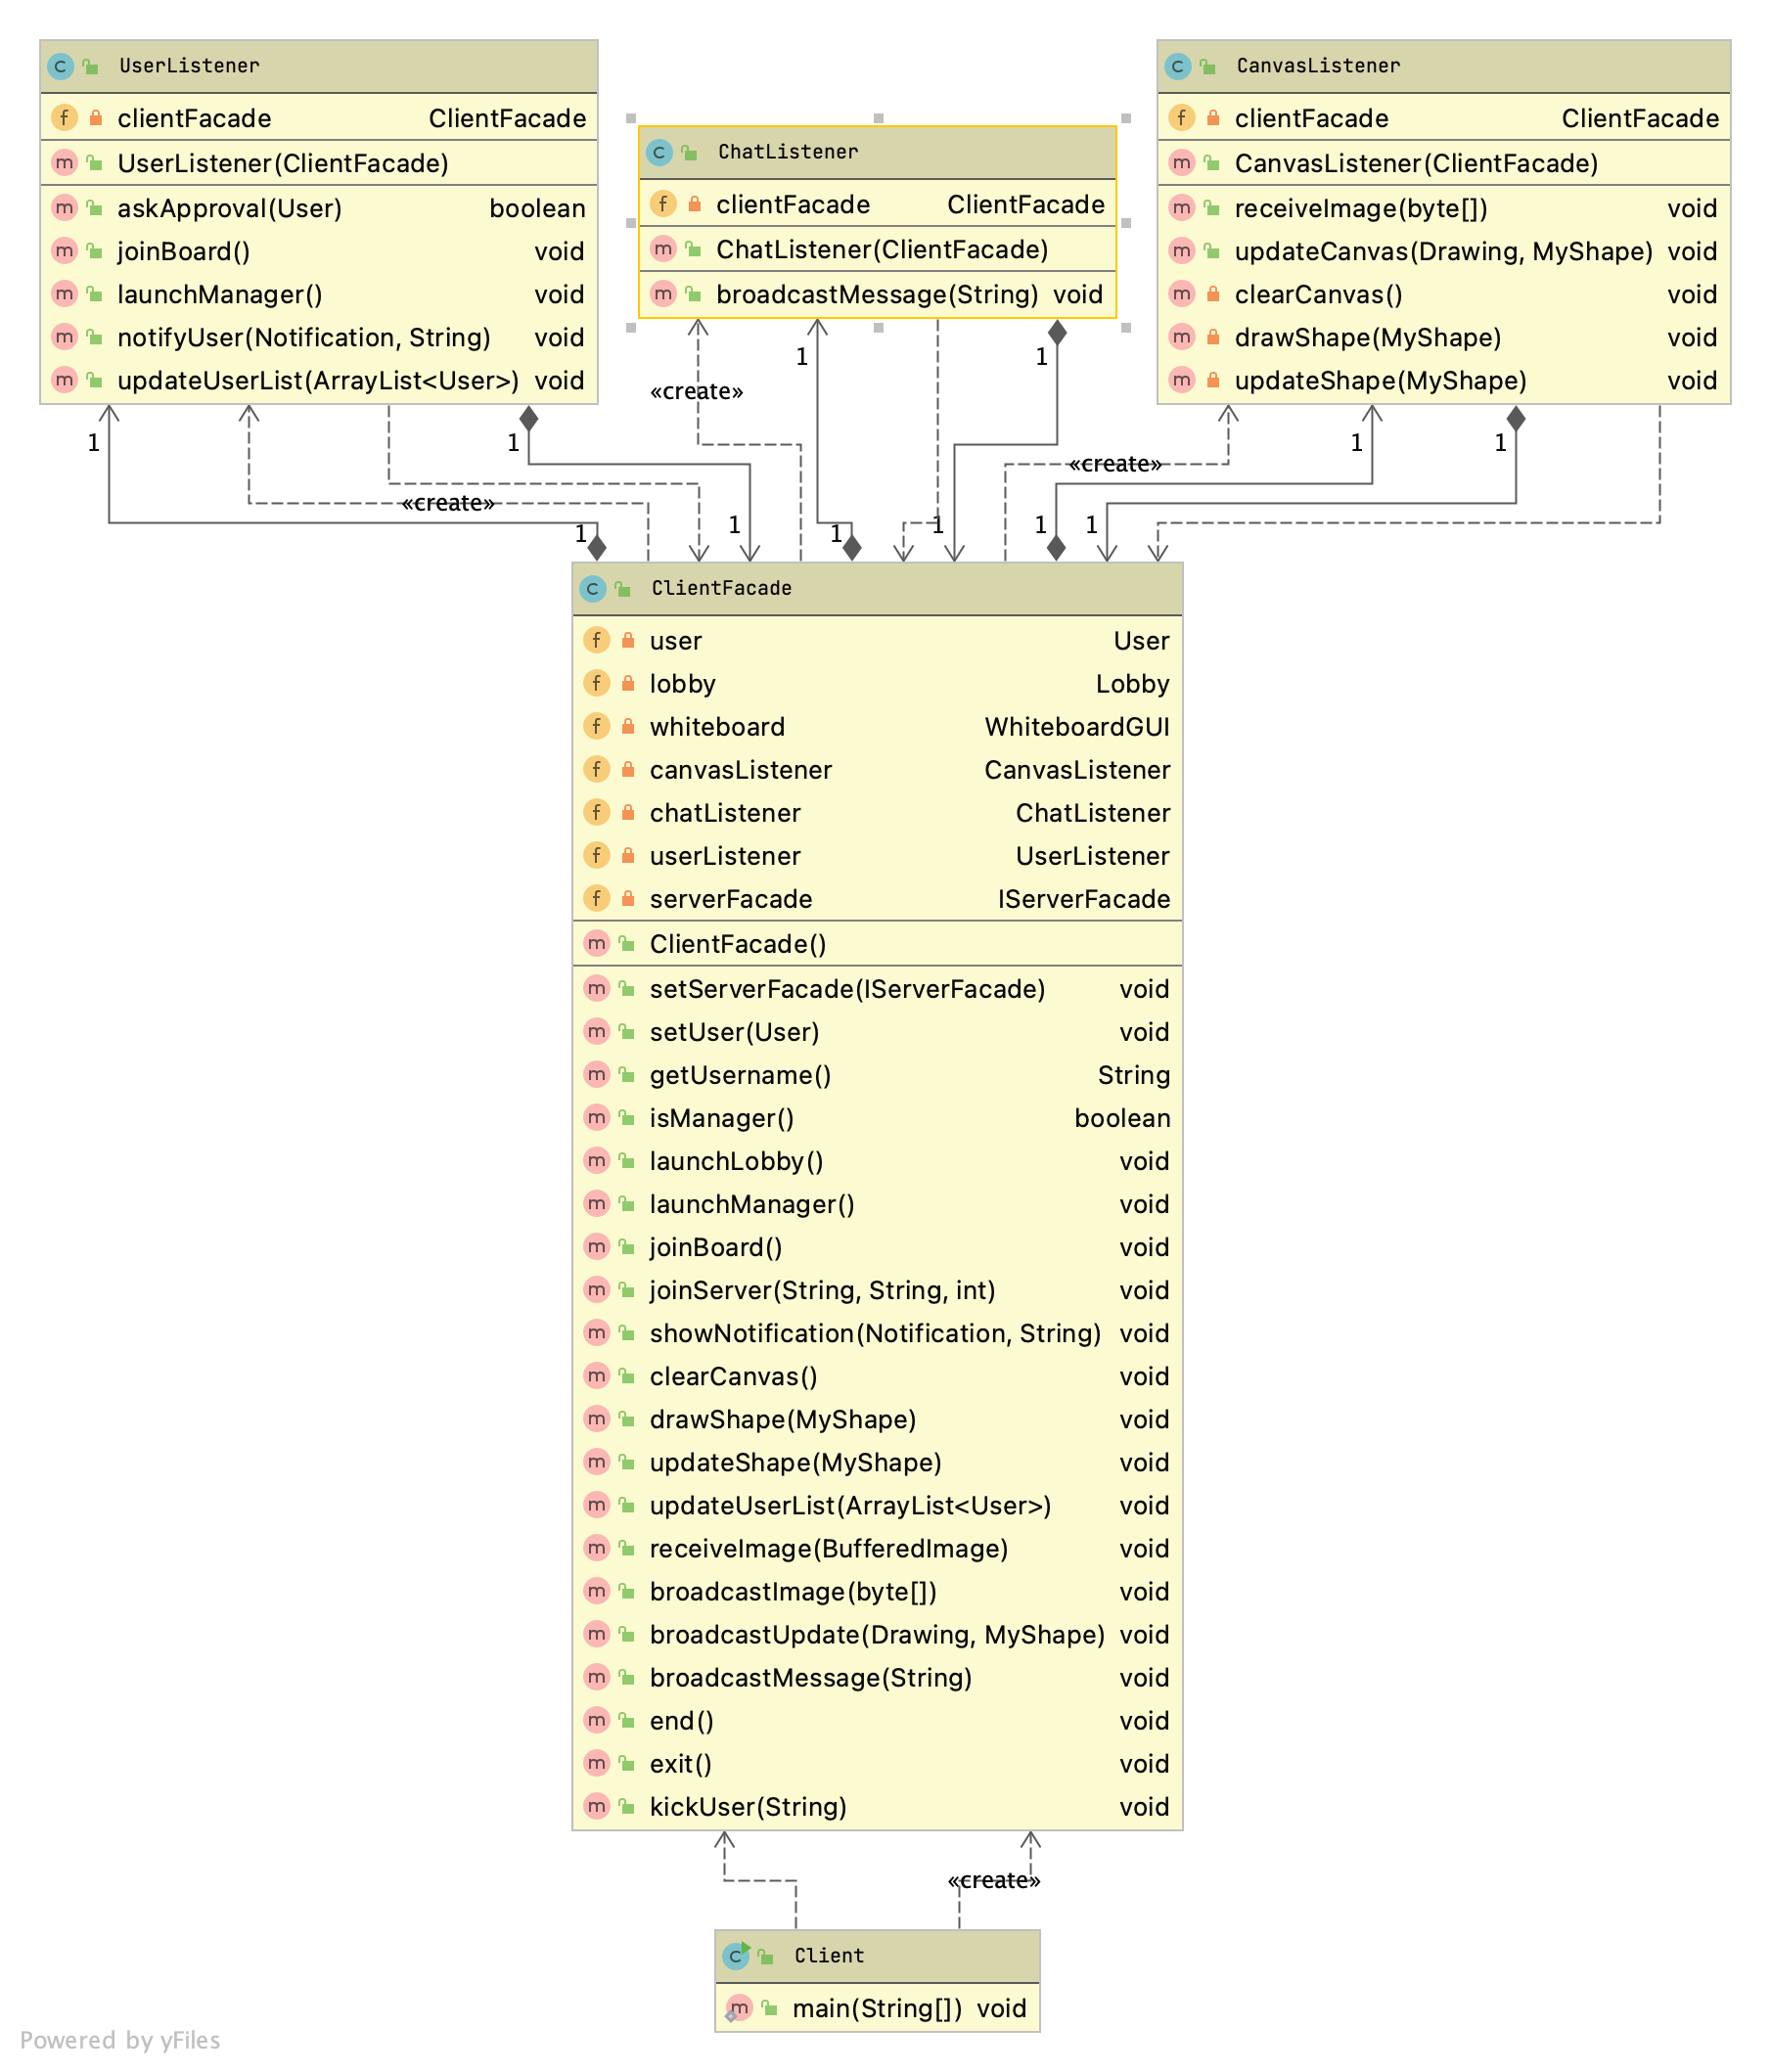 UserListener
clientFacade ClientFacade
UserListener(ClientFacade)
askApproval(User) boolean
joinBoard() void
launchManager() void
notifyUser(Notification, String) void
updateUserList(ArrayList<User>) void
ChatListener
clientFacade ClientFacade
ChatListener(ClientFacade)
broadcastMessage(String) void
CanvasListener
clientFacade ClientFacade
CanvasListener(ClientFacade)
receiveImage(byte[]) void
updateCanvas(Drawing, MyShape) void
clearCanvas() void
drawShape(MyShape) void
updateShape(MyShape) void
1 1
«create»
1 1
1 1
«create»
«create»
1 1 1 1 1 1
ClientFacade
user User
lobby Lobby
whiteboard WhiteboardGUI
canvasListener CanvasListener
chatListener ChatListener
userListener UserListener
serverFacade IServerFacade
ClientFacade()
setServerFacade(IServerFacade) void
setUser(User) void
getUsername() String
isManager() boolean
launchLobby() void
launchManager() void
joinBoard() void
joinServer(String, String, int) void
showNotification(Notification, String) void
clearCanvas() void
drawShape(MyShape) void
updateShape(MyShape) void
updateUserList(ArrayList<User>) void
receiveImage(BufferedImage) void
broadcastImage(byte[]) void
broadcastUpdate(Drawing, MyShape) void
broadcastMessage(String) void
end() void
exit() void
kickUser(String) void
«create»
Client
main(String[]) void
Powered by yFiles